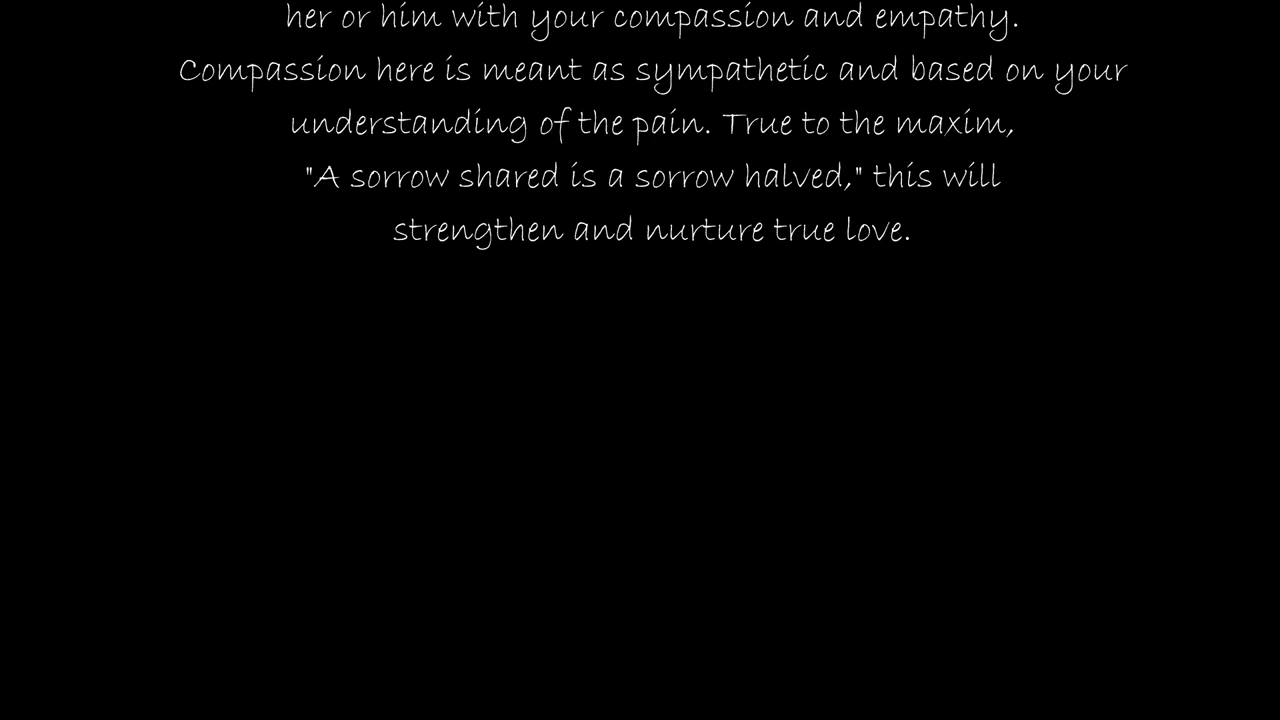 her or him with your compassion and empathy.
Compassion here is meant as sympathetic and based on your
understanding of the pain. True to the maxim,
"A sorrow shared is a sorrow halved," this will
strengthen and nurture true love.